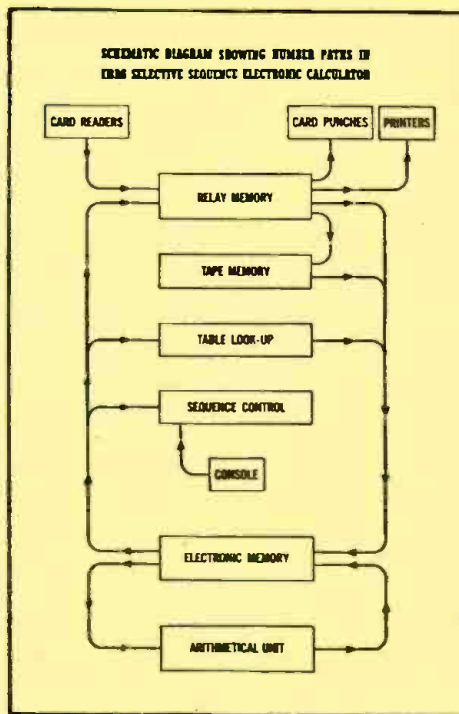 SCHEMATIC DIAGRAM SHOWING NUMBER PATHS IN
IBMS SELECTIVE SEQUENCE ELECTRONIC CALCULATOR
CARD READERS
CARD PUNCHES
PRINTERS
RELAY MEMORY
TAPE MEMORY
TABLE LOOK-UP
SEQUENCE CONTROL
CONSOLE
ELECTRONIC MEMORY
ARITHMETICAL UNIT